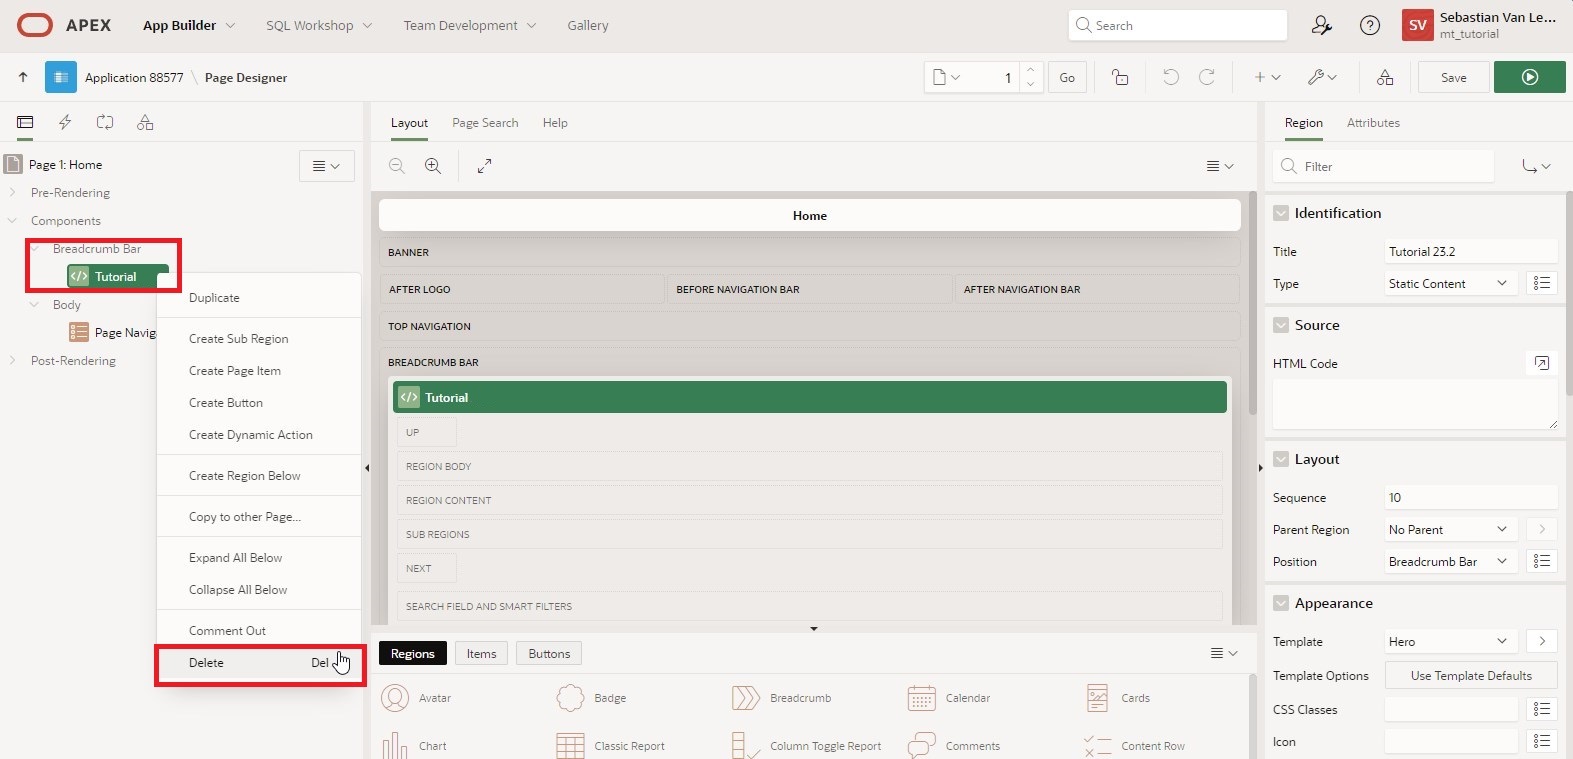 APEX App Builder SQL Workshop Team Development Gallery Search SV Sebastian Van Le...
mt_tutorial
Application 88577 \ Page Designer 1 Go Save
Layout Page Search Help Region Attributes
Page 1: Home
Filter
Pre-Rendering
Components
Breadcrumb Bar
Tutorial
Body
Page Navig
Post-Rendering
Duplicate
Create Sub Region
Create Page Item
Create Button
Create Dynamic Action
Create Region Below
Copy to other Page...
Expand All Below
Collapse All Below
Comment Out
Delete Del
Home
BANNER
AFTER LOGO BEFORE NAVIGATION BAR AFTER NAVIGATION BAR
TOP NAVIGATION
BREADCRUMB BAR
</> Tutorial
UP
REGION BODY
REGION CONTENT
SUB REGIONS
NEXT
SEARCH FIELD AND SMART FILTERS
Regions Items Buttons
Avatar Badge Breadcrumb Calendar Cards
Chart Classic Report Column Toggle Report Comments Content Row
Identification
Title Tutorial 23.2
Type Static Content
Source
HTML Code
Layout
Sequence 10
Parent Region No Parent
Position Breadcrumb Bar
Appearance
Template Hero
Template Options Use Template Defaults
CSS Classes
Icon